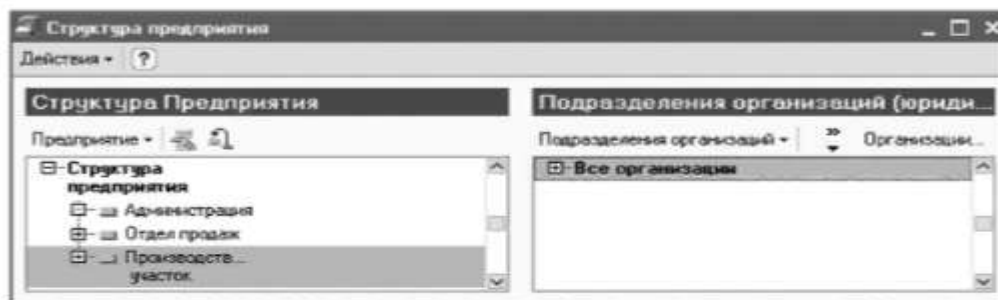 Структура предприятия
Действия ?
Структура Предприятия
Подразделения организаций (юриди...
Предприятие
Подразделения организаций
Организации...
Структура
предприятия
Все организации
Администрация
Отдел продаж
Производств...
участок